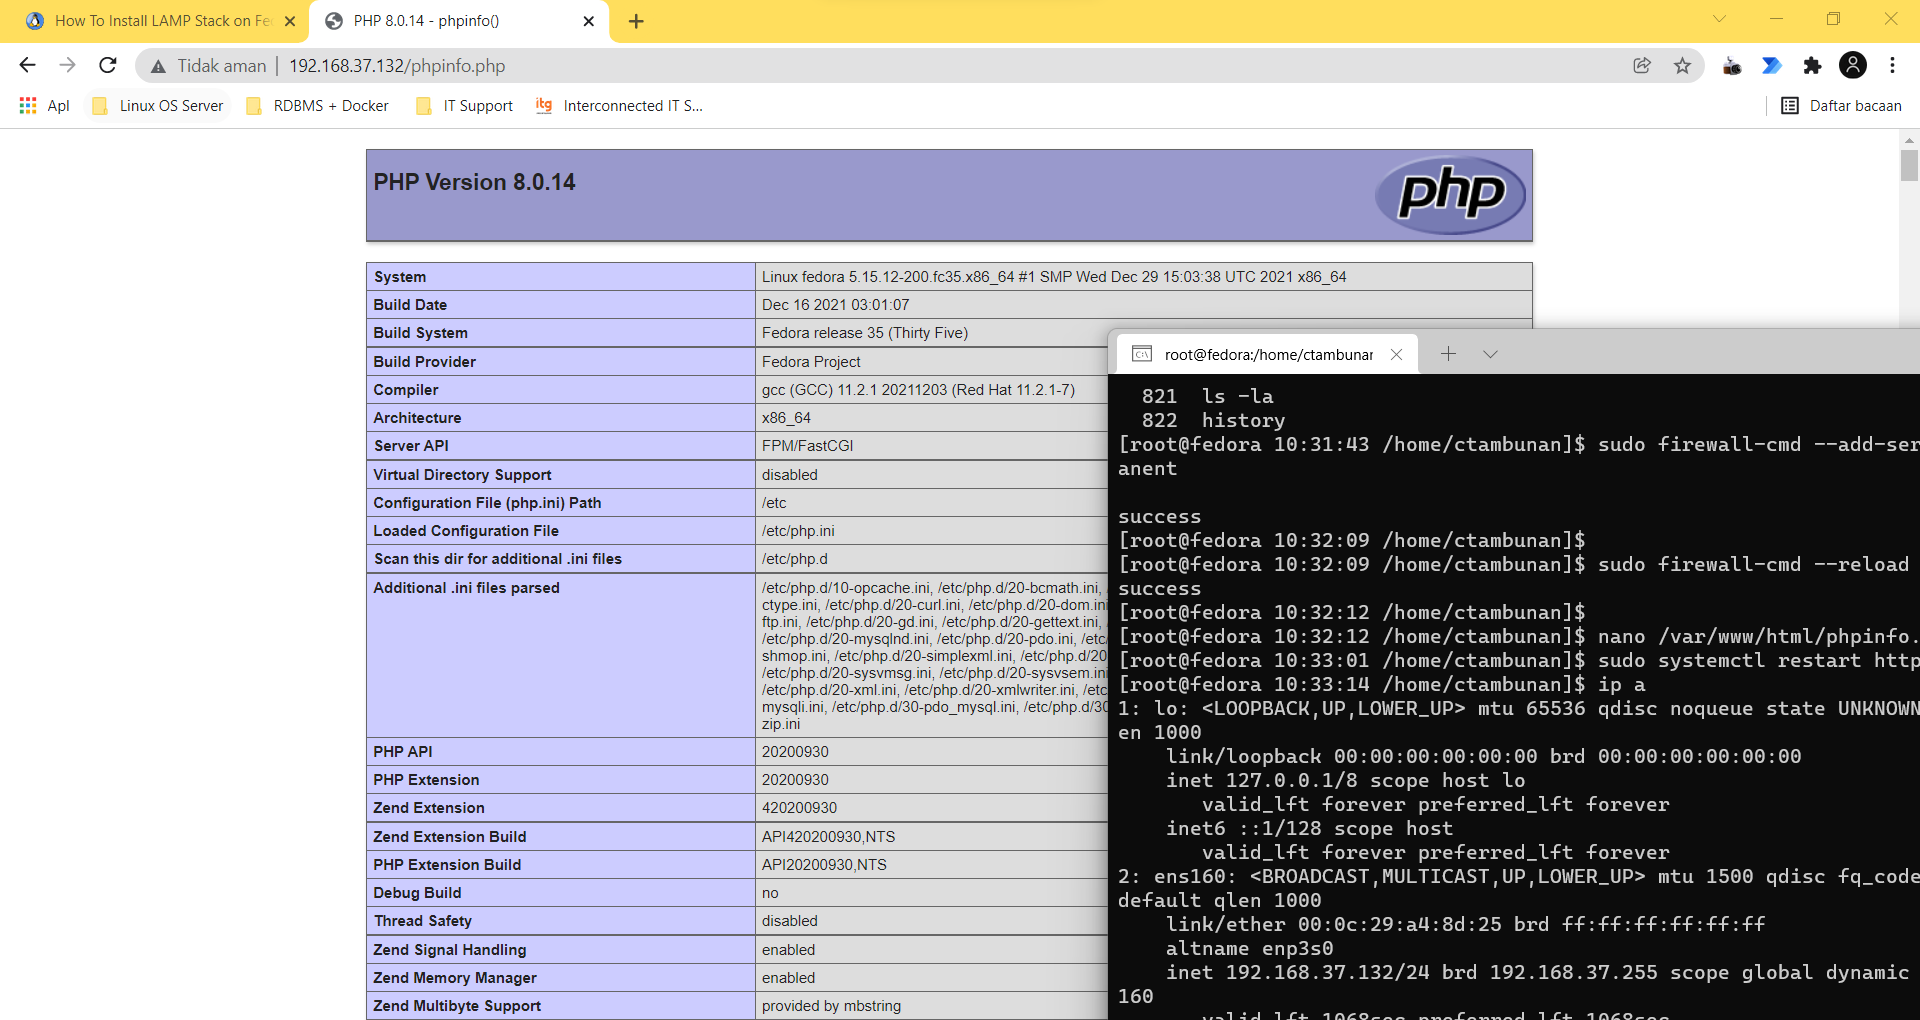 How To Install LAMP Stack on Fe
PHP 8.0.14 - phpinfo()
Tidak aman
192.168.37.132/phpinfo.php
Apl
Linux OS Server
RDBMS + Docker
IT Support
itg
Interconnected IT S...
Daftar bacaan
PHP Version 8.0.14
php
System Linux fedora 5.15.12-200.fc35.x86_64 #1 SMP Wed Dec 29 15:03:38 UTC 2021 x86_64
Build Date Dec 16 2021 03:01:07
Build System Fedora release 35 (Thirty Five)
Build Provider Fedora Project
Compiler gcc (GCC) 11.2.1 20211203 (Red Hat 11.2.1-7)
Architecture x86_64
Server API FPM/FastCGI
Virtual Directory Support disabled
Configuration File (php.ini) Path /etc
Loaded Configuration File /etc/php.ini
Scan this dir for additional .ini files /etc/php.d
Additional .ini files parsed /etc/php.d/10-opcache.ini, /etc/php.d/20-bcmath.ini,
ctype.ini, /etc/php.d/20-curl.ini, /etc/php.d/20-dom.ini
ftp.ini, /etc/php.d/20-gd.ini, /etc/php.d/20-gettext.ini,
/etc/php.d/20-mysqlnd.ini, /etc/php.d/20-pdo.ini, /etc
shmop.ini, /etc/php.d/20-simplexml.ini, /etc/php.d/20
/etc/php.d/20-sysvmsg.ini, /etc/php.d/20-sysvsem.ini
/etc/php.d/20-xml.ini, /etc/php.d/20-xmlwriter.ini, /etc
mysqli.ini, /etc/php.d/30-pdo_mysql.ini, /etc/php.d/30
zip.ini
PHP API 20200930
PHP Extension 20200930
Zend Extension 420200930
Zend Extension Build API420200930,NTS
PHP Extension Build API20200930,NTS
Debug Build no
Thread Safety disabled
Zend Signal Handling enabled
Zend Memory Manager enabled
Zend Multibyte Support provided by mbstring
root@fedora:/home/ctambunan
821 ls -la
822 history
[root@fedora 10:31:43 /home/ctambunan]$ sudo firewall-cmd --add-ser
anent
success
[root@fedora 10:32:09 /home/ctambunan]$
[root@fedora 10:32:09 /home/ctambunan]$ sudo firewall-cmd --reload
success
[root@fedora 10:32:12 /home/ctambunan]$
[root@fedora 10:32:12 /home/ctambunan]$ nano /var/www/html/phpinfo.
[root@fedora 10:33:01 /home/ctambunan]$ sudo systemctl restart http
[root@fedora 10:33:14 /home/ctambunan]$ ip a
1: lo: <LOOPBACK,UP,LOWER_UP> mtu 65536 qdisc noqueue state UNKNOWN
en 1000
link/loopback 00:00:00:00:00:00 brd 00:00:00:00:00:00
inet 127.0.0.1/8 scope host lo
valid_lft forever preferred_lft forever
inet6 ::1/128 scope host
valid_lft forever preferred_lft forever
2: ens160: <BROADCAST,MULTICAST,UP,LOWER_UP> mtu 1500 qdisc fq_code
default qlen 1000
link/ether 00:0c:29:a4:8d:25 brd ff:ff:ff:ff:ff:ff
altname enp3s0
inet 192.168.37.132/24 brd 192.168.37.255 scope global dynamic
160
valid_lft 1068sec preferred_lft 1068sec